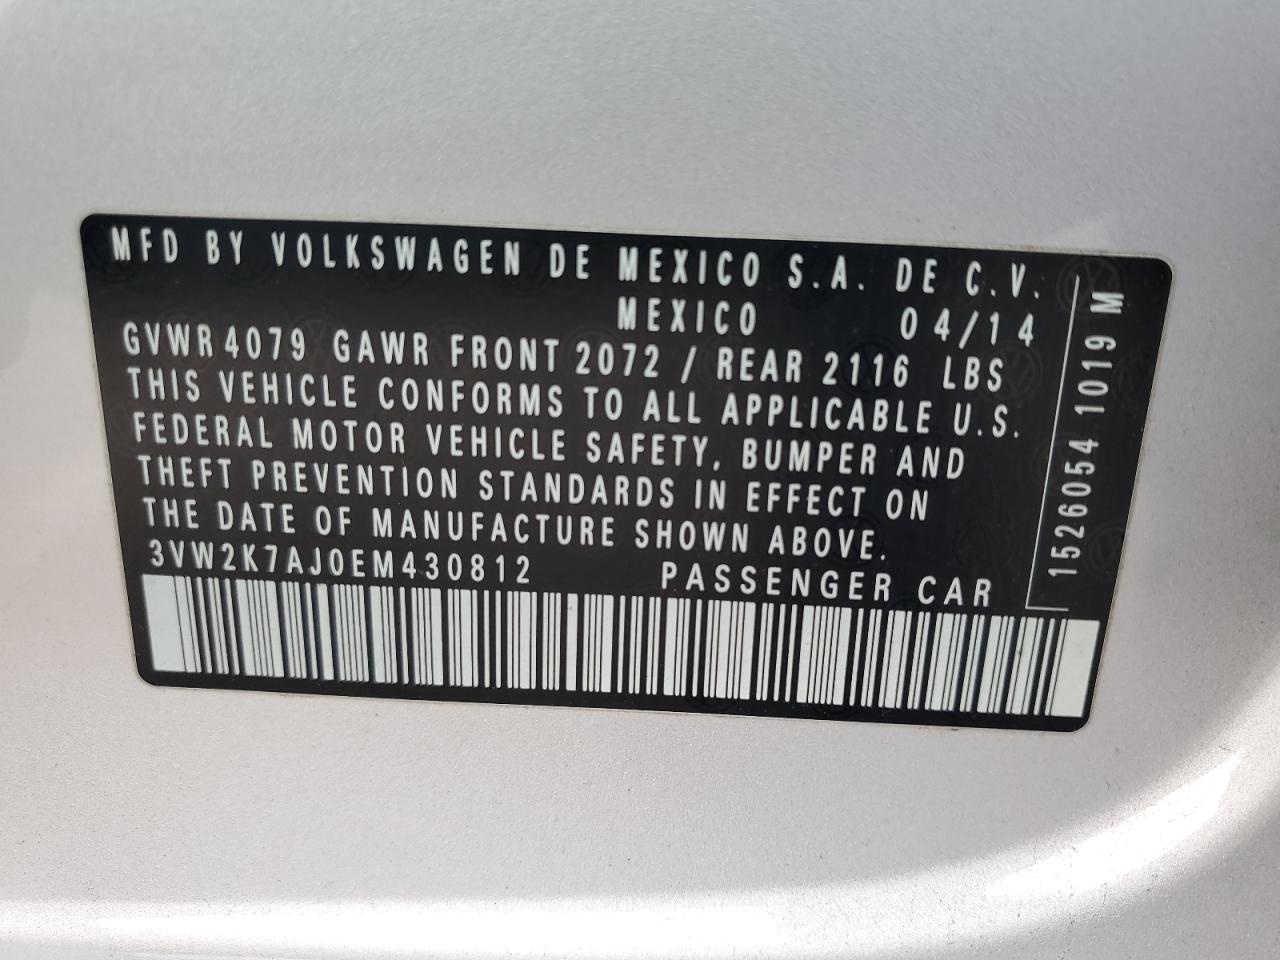 MFD BY VOLKSWAGEN DE MEXICO S.A. DE C.V.
MEXICO 04/14
GVWR 4079 GAWR FRONT 2072 / REAR 2116 LBS
THIS VEHICLE CONFORMS TO ALL APPLICABLE U.S.
FEDERAL MOTOR VEHICLE SAFETY, BUMPER AND
THEFT PREVENTION STANDARDS IN EFFECT ON
THE DATE OF MANUFACTURE SHOWN ABOVE.
3VW2K7AJ0EM430812 PASSENGER CAR
1526054 1019 M